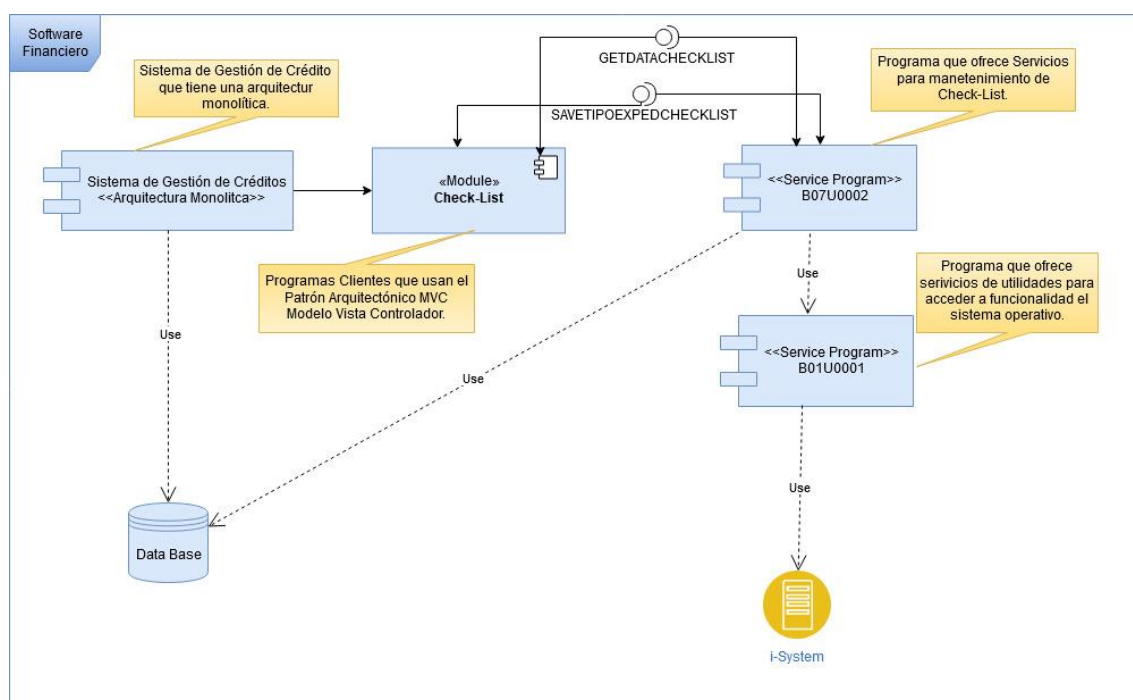 Software
Financiero
Sistema de Gestión de Crédito
que tiene una arquitectur
monolítica.
GETDATACHECKLIST
SAVETIPOEXPEDCHECKLIST
Programa que ofrece Servicios
para manetenimiento de
Check-List.
Sistema de Gestión de Créditos
<<Arquitectura Monolitca>>
«Module»
Check-List
<<Service Program>>
B07U0002
Programas Clientes que usan el
Patrón Arquitectónico MVC
Modelo Vista Controlador.
Use
Programa que ofrece
serivicios de utilidades para
acceder a funcionalidad el
sistema operativo.
Use
<<Service Program>>
B01U0001
Use
Use
Data Base
i-System